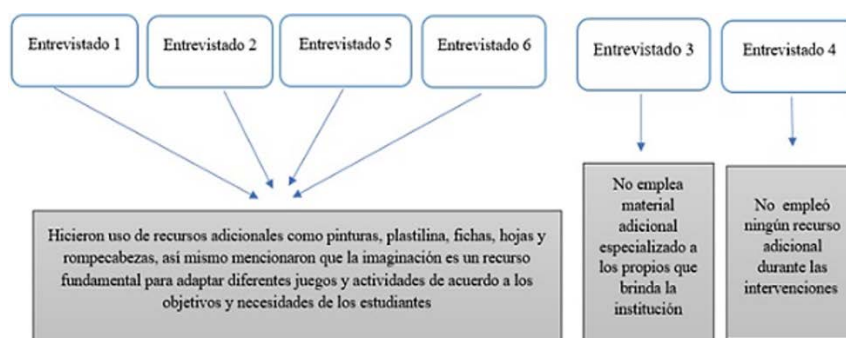 Entrevistado 1
Entrevistado 2
Entrevistado 5
Entrevistado 6
Entrevistado 3
Entrevistado 4
Hicieron uso de recursos adicionales como pinturas, plastilina, fichas, hojas y
rompecabezas, así mismo mencionaron que la imaginación es un recurso
fundamental para adaptar diferentes juegos y actividades de acuerdo a los
objetivos y necesidades de los estudiantes
No emplea
material
adicional
especializado a
los propios que
brinda la
institución
No empleó
ningún recurso
adicional
durante las
intervenciones